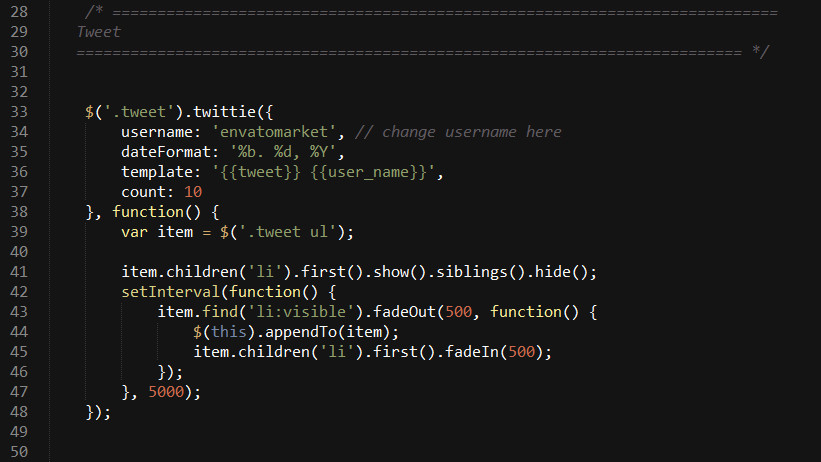 28 /* ==========================================================================
29 Tweet
30 ========================================================================== */
31
32
33 $('.tweet').twittie({
34 username: 'envatomarket', // change username here
35 dateFormat: '%b. %d, %Y',
36 template: '{{tweet}} {{user_name}}',
37 count: 10
38 }, function() {
39 var item = $('.tweet ul');
40
41 item.children('li').first().show().siblings().hide();
42 setInterval(function() {
43 item.find('li:visible').fadeOut(500, function() {
44 $(this).appendTo(item);
45 item.children('li').first().fadeIn(500);
46 });
47 }, 5000);
48 });
49
50